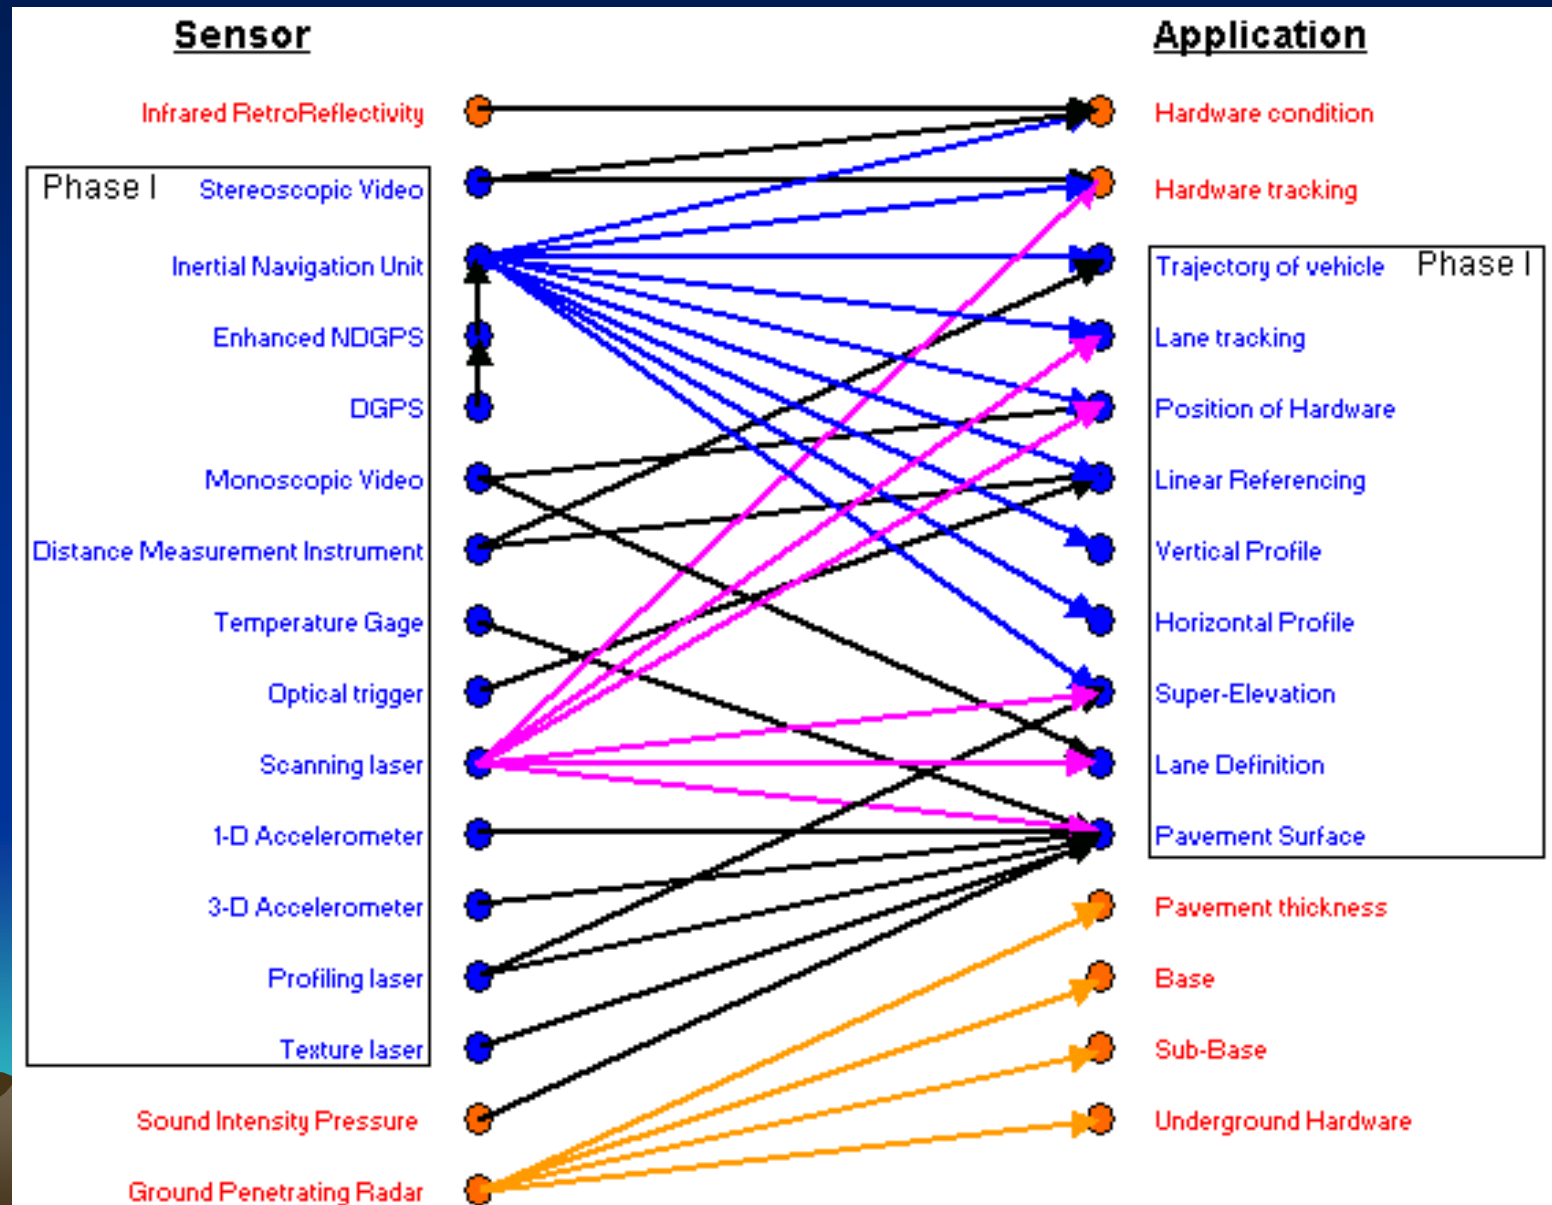 Sensor
Application
Infrared RetroReflectivity
Hardware condition
Phase I
Stereoscopic Video
Hardware tracking
Inertial Navigation Unit
Trajectory of vehicle
Phase I
Enhanced NDGPS
Lane tracking
DGPS
Position of Hardware
Monoscopic Video
Linear Referencing
Distance Measurement Instrument
Vertical Profile
Temperature Gage
Horizontal Profile
Optical trigger
Super-Elevation
Scanning laser
Lane Definition
1-D Accelerometer
Pavement Surface
3-D Accelerometer
Pavement thickness
Profiling laser
Base
Texture laser
Sub-Base
Sound Intensity Pressure
Underground Hardware
Ground Penetrating Radar